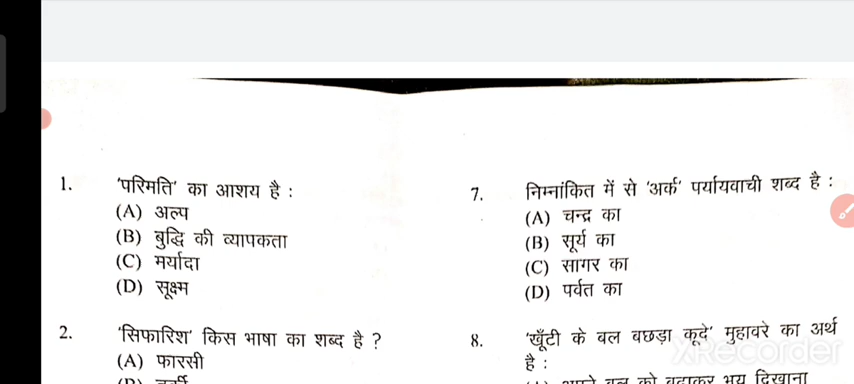 1. 'परिमति' का आशय है :
(A) अल्प
(B) बुद्धि की व्यापकता
(C) मर्यादा
(D) सूक्ष्म
2. 'सिफारिश' किस भाषा का शब्द है ?
(A) फारसी
7. निम्नांकित में से 'अर्क' पर्यायवाची शब्द है :
(A) चन्द्र का
(B) सूर्य का
(C) सागर का
(D) पर्वत का
8. 'खूँटी के बल बछड़ा कूदे' मुहावरे का अर्थ
है :
XRecorder